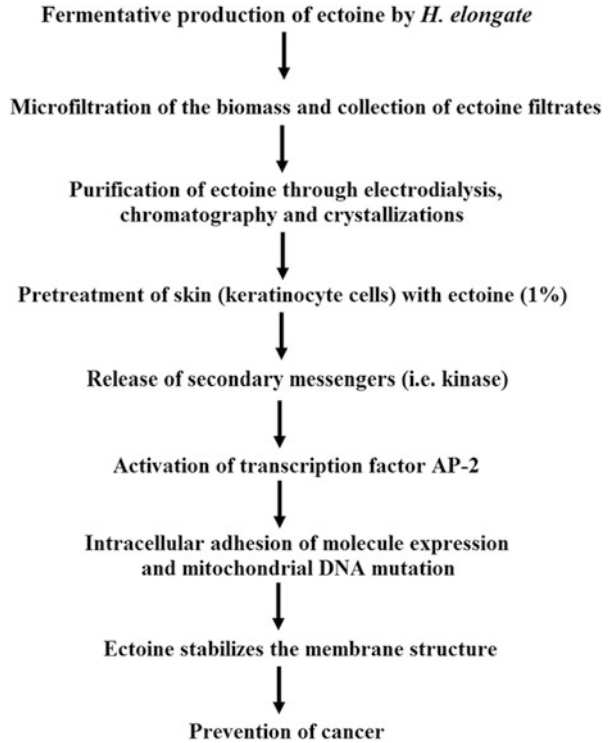 Fermentative production of ectoine by H. elongate
Microfiltration of the biomass and collection of ectoine filtrates
Purification of ectoine through electrodialysis,
chromatography and crystallizations
Pretreatment of skin (keratinocyte cells) with ectoine (1%)
Release of secondary messengers (i.e. kinase)
Activation of transcription factor AP-2
Intracellular adhesion of molecule expression
and mitochondrial DNA mutation
Ectoine stabilizes the membrane structure
Prevention of cancer